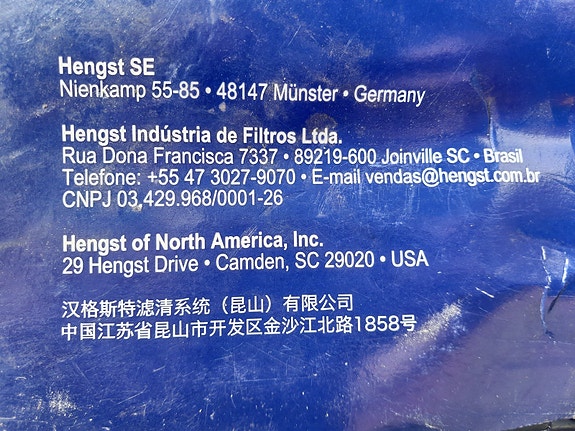 Hengst SE
Nienkamp 55-85 • 48147 Münster • Germany
Hengst Indústria de Filtros Ltda.
Rua Dona Francisca 7337 • 89219-600 Joinville SC • Brasil
Telefone: +55 47 3027-9070 • E-mail vendas@hengst.com.br
CNPJ 03.429.968/0001-26
Hengst of North America, Inc.
29 Hengst Drive • Camden, SC 29020 • USA
汉格斯特滤清系统（昆山）有限公司
中国江苏省昆山市开发区金沙江北路1858号